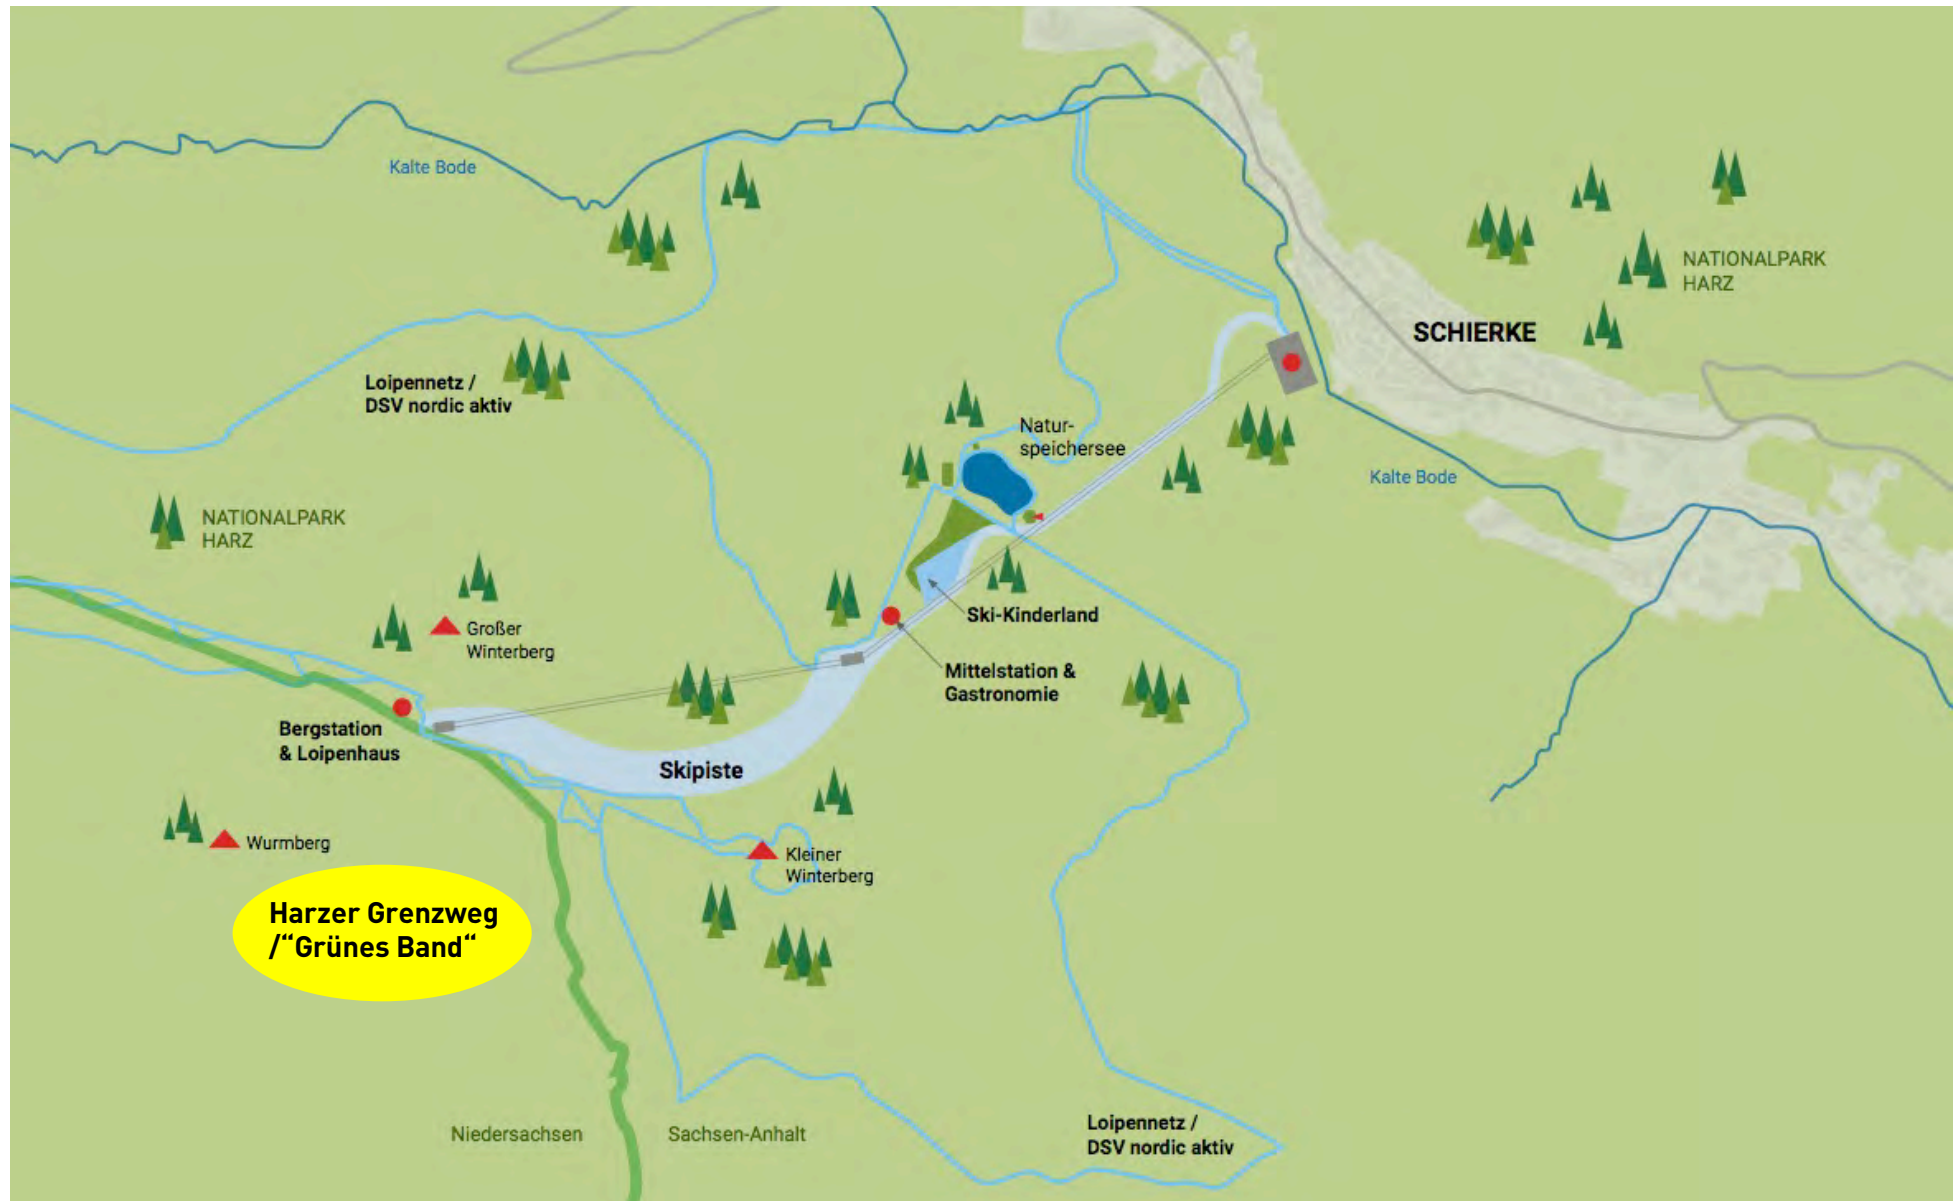 Kalte Bode
NATIONALPARK
HARZ
SCHIERKE
Loipennetz /
DSV nordic aktiv
Natur-
speichersee
Kalte Bode
NATIONALPARK
HARZ
Großer
Winterberg
Ski-Kinderland
Mittelstation &
Gastronomie
Bergstation
& Loipenhaus
Skipiste
Wurmberg
Kleiner
Winterberg
Harzer Grenzweg
/“Grünes Band“
Niedersachsen
Sachsen-Anhalt
Loipennetz /
DSV nordic aktiv